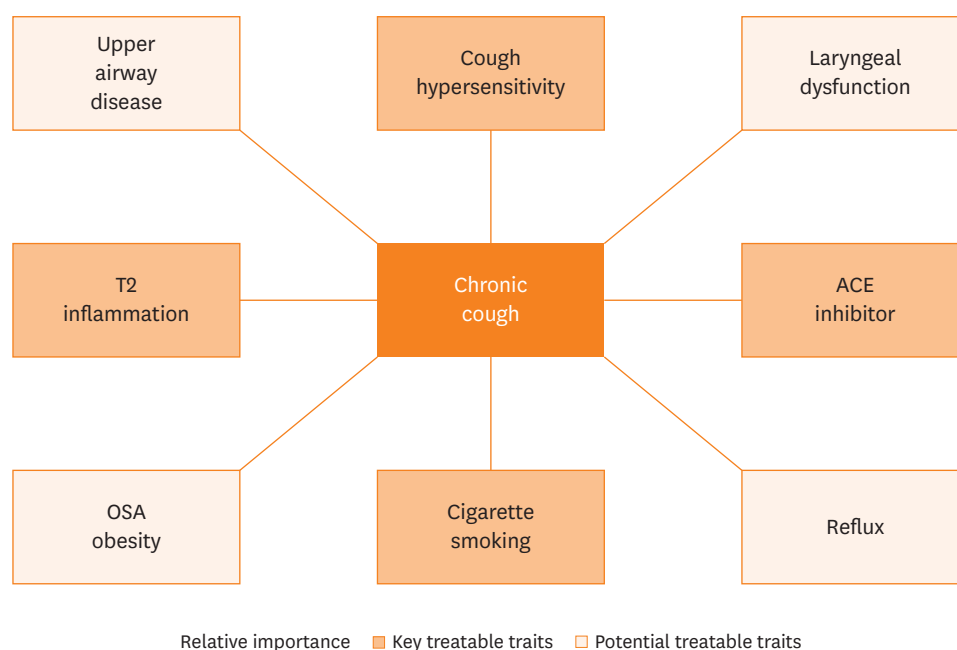 Upper
airway
disease
Cough
hypersensitivity
Laryngeal
dysfunction
T2
inflammation
Chronic
cough
ACE
inhibitor
OSA
obesity
Cigarette
smoking
Reflux
Relative importance Key treatable traits Potential treatable traits